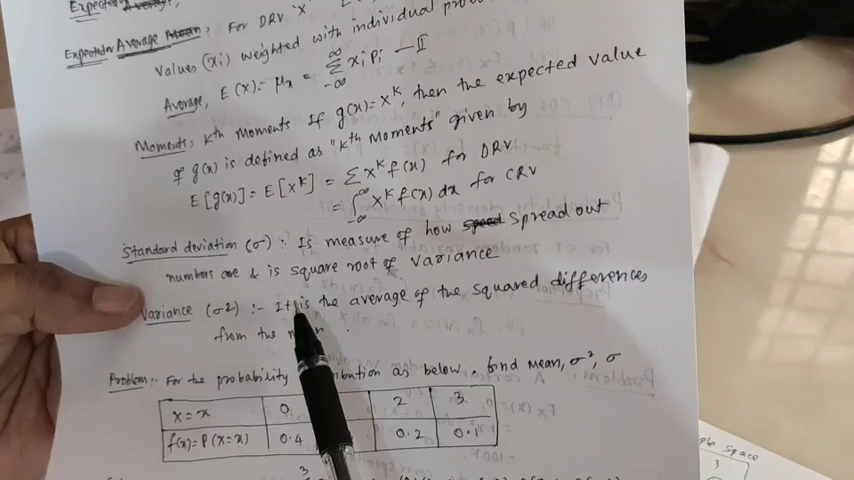 Expected
Expected Average Mean: For DRV 'X'
Values (xi) weighted with individual
Average, E(X):- μx = ∞ Σ -∞ xi Pi — II
Moments: Kth Moments If g(x)=X^K, then the expected value
of g(x) is defined as "Kth Moments" given by
E[g(x)] = E[X^K] = Σ X^K f(x) for DRV
= ∫ -∞ ∞ X^K f(x) dx for CRV
Standard deviation (σ): Is measure of how spread out
numbers are & is square root of variance
Variance (σ2) :- It is the average of the squared differences
from the
Problem:- For the probability as below. find Mean, σ², σ
X=x 0 2 3
f(x)=P(X=x) 0.4 0.2 0.1
3
space
3